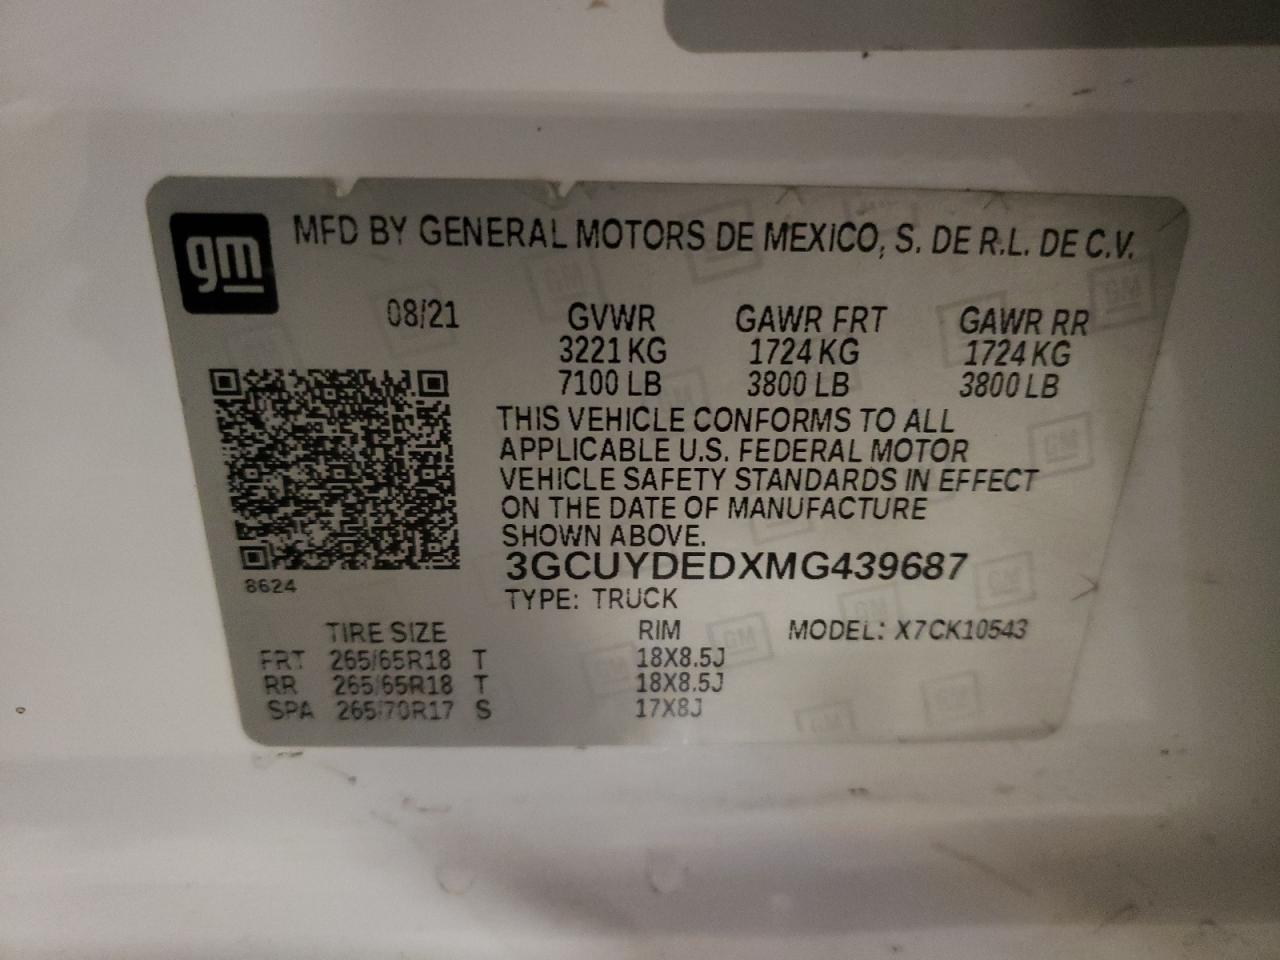 gm
MFD BY GENERAL MOTORS DE MEXICO, S. DE R.L. DE C.V.
08/21 GVWR GAWR FRT GAWR RR
3221 KG 1724 KG 1724 KG
7100 LB 3800 LB 3800 LB
THIS VEHICLE CONFORMS TO ALL
APPLICABLE U.S. FEDERAL MOTOR
VEHICLE SAFETY STANDARDS IN EFFECT
ON THE DATE OF MANUFACTURE
SHOWN ABOVE.
3GCUYDEDXMG439687
8624
TYPE: TRUCK
TIRE SIZE RIM MODEL: X7CK10543
FRT 265/65R18 T 18X8.5J
RR 265/65R18 T 18X8.5J
SPA 265/70R17 S 17X8J